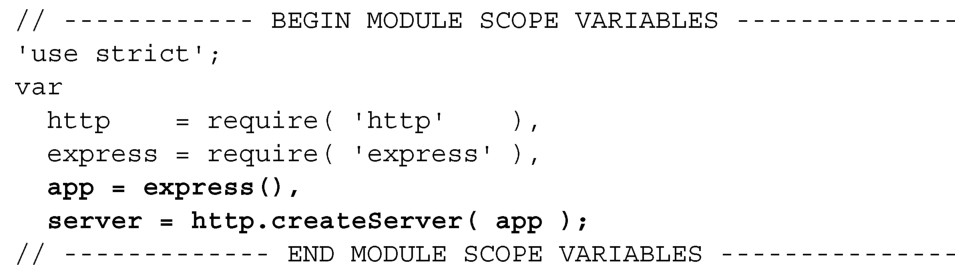 // ------------ BEGIN MODULE SCOPE VARIABLES --------------
'use strict';
var
  http    = require( 'http'    ),
  express = require( 'express' ),
  app = express(),
  server = http.createServer( app );
// ------------- END MODULE SCOPE VARIABLES ---------------